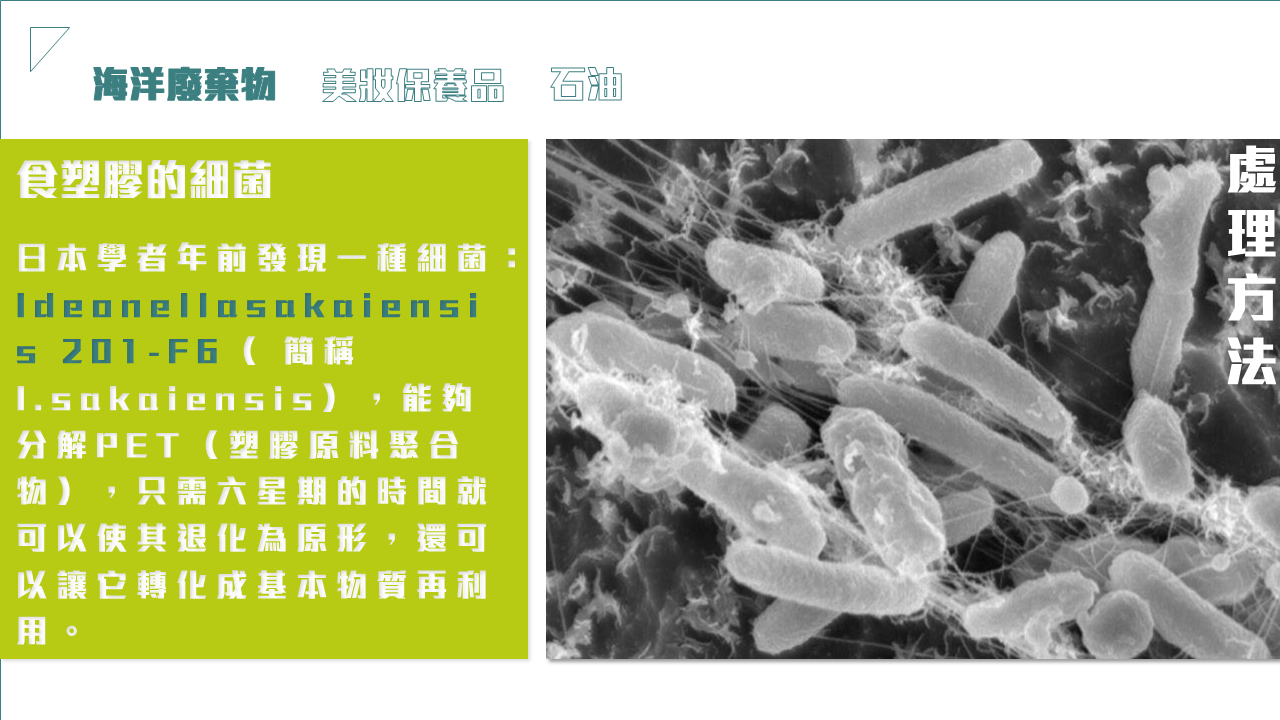 海洋廢棄物 美妝保養品 石油
食塑膠的細菌
日本學者年前發現一種細菌：
Ideonellasakaiensi
s 201-F6（ 簡稱
I.sakaiensis），能夠
分解PET（塑膠原料聚合
物），只需六星期的時間就
可以使其退化為原形，還可
以讓它轉化成基本物質再利
用。
處理方法